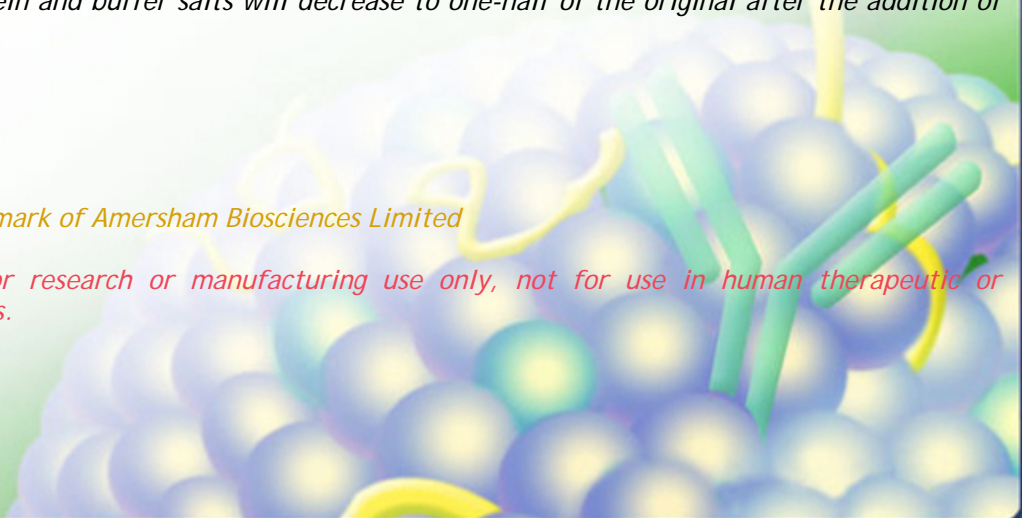 and buffer salts will decrease to one-half of the original after the addition of
mark of Amersham Biosciences Limited
or research or manufacturing use only, not for use in human therapeutic or
s.